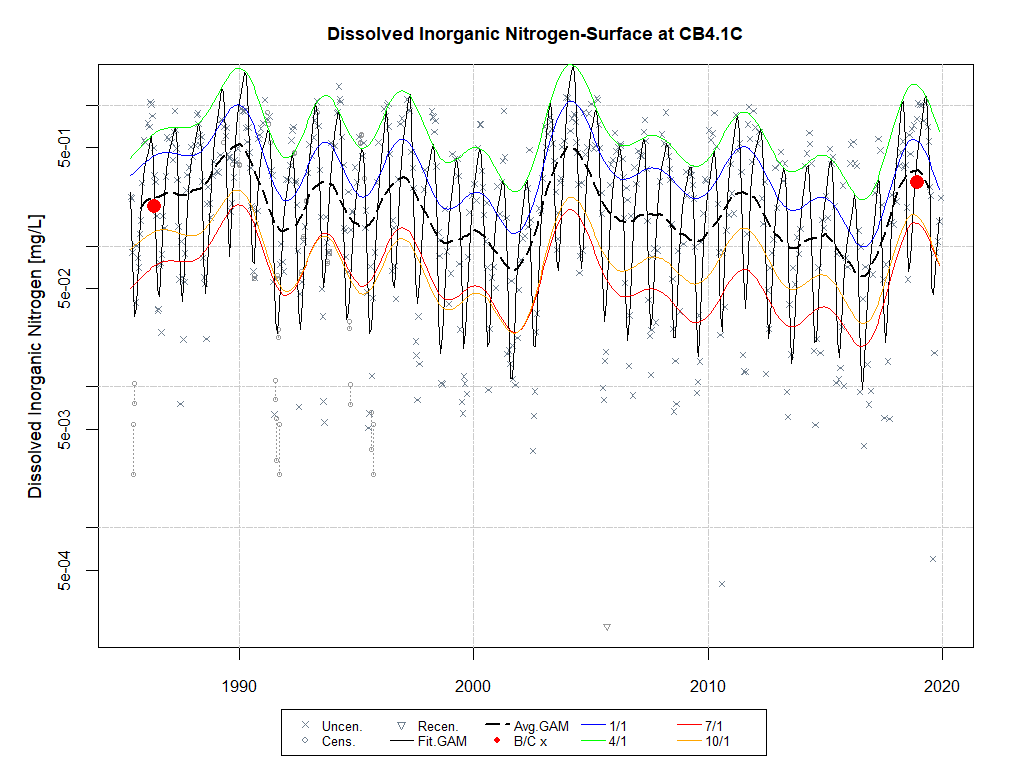 Dissolved Inorganic Nitrogen-Surface at CB4.1C
Dissolved Inorganic Nitrogen [mg/L]
5e-01
5e-02
5e-03
5e-04
1990 2000 2010 2020
Uncen. Recen. Avg.GAM 1/1 7/1
Cens. Fit.GAM B/C x 4/1 10/1